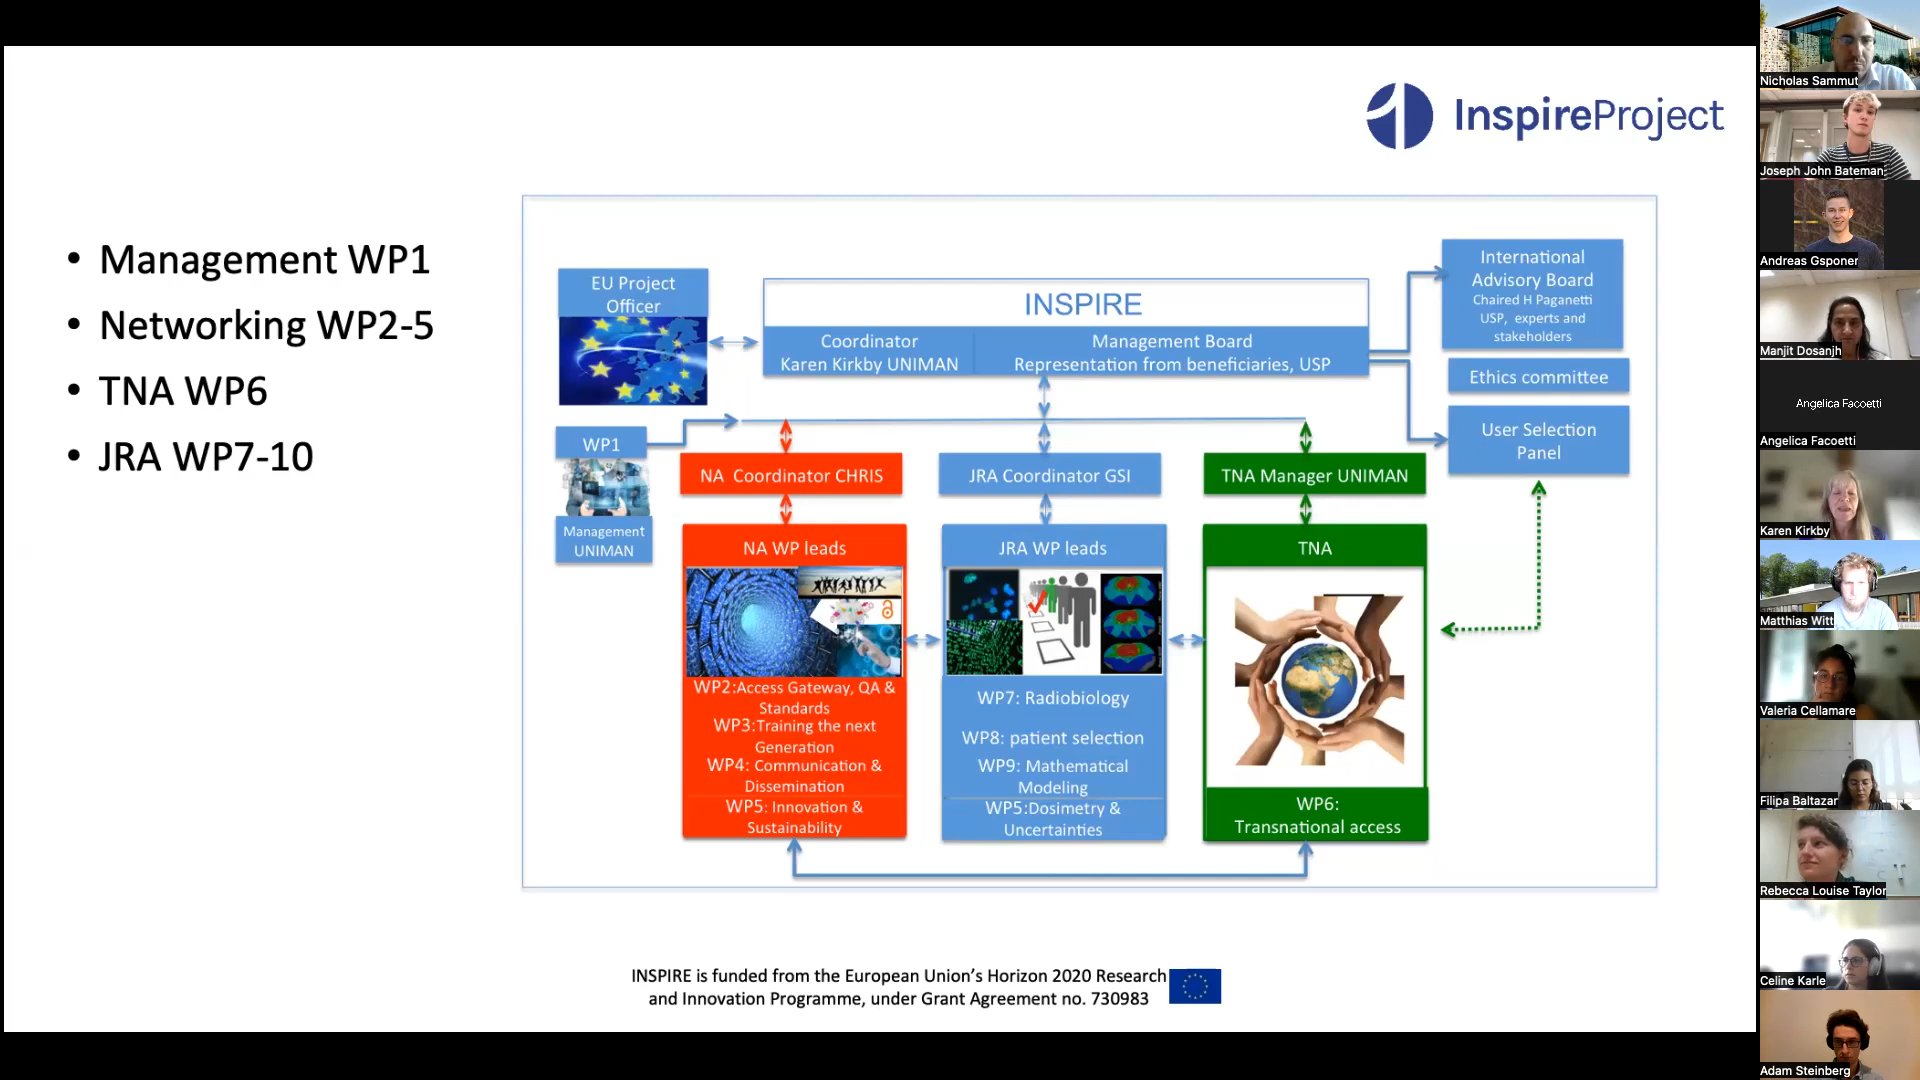 InspireProject
• Management WP1
• Networking WP2-5
• TNA WP6
• JRA WP7-10
EU Project
Officer
INSPIRE
Coordinator
Karen Kirkby UNIMAN
Management Board
Representation from beneficiaries, USP
International
Advisory Board
Chaired H Paganetti
USP, experts and
stakeholders
Ethics committee
User Selection
Panel
WP1
Management
UNIMAN
NA Coordinator CHRIS
JRA Coordinator GSI
TNA Manager UNIMAN
NA WP leads
WP2:Access Gateway, QA &
Standards
WP3:Training the next
Generation
WP4: Communication &
Dissemination
WP5: Innovation &
Sustainability
JRA WP leads
WP7: Radiobiology
WP8: patient selection
WP9: Mathematical
Modeling
WP5:Dosimetry &
Uncertainties
TNA
WP6:
Transnational access
INSPIRE is funded from the European Union’s Horizon 2020 Research
and Innovation Programme, under Grant Agreement no. 730983
Nicholas Sammut
Joseph John Bateman
Andreas Gsponer
Manjit Dosanjh
Angelica Facoetti
Angelica Facoetti
Karen Kirkby
Matthias Witt
Valeria Cellamare
Filipa Baltazar
Rebecca Louise Taylor
Celine Karle
Adam Steinberg